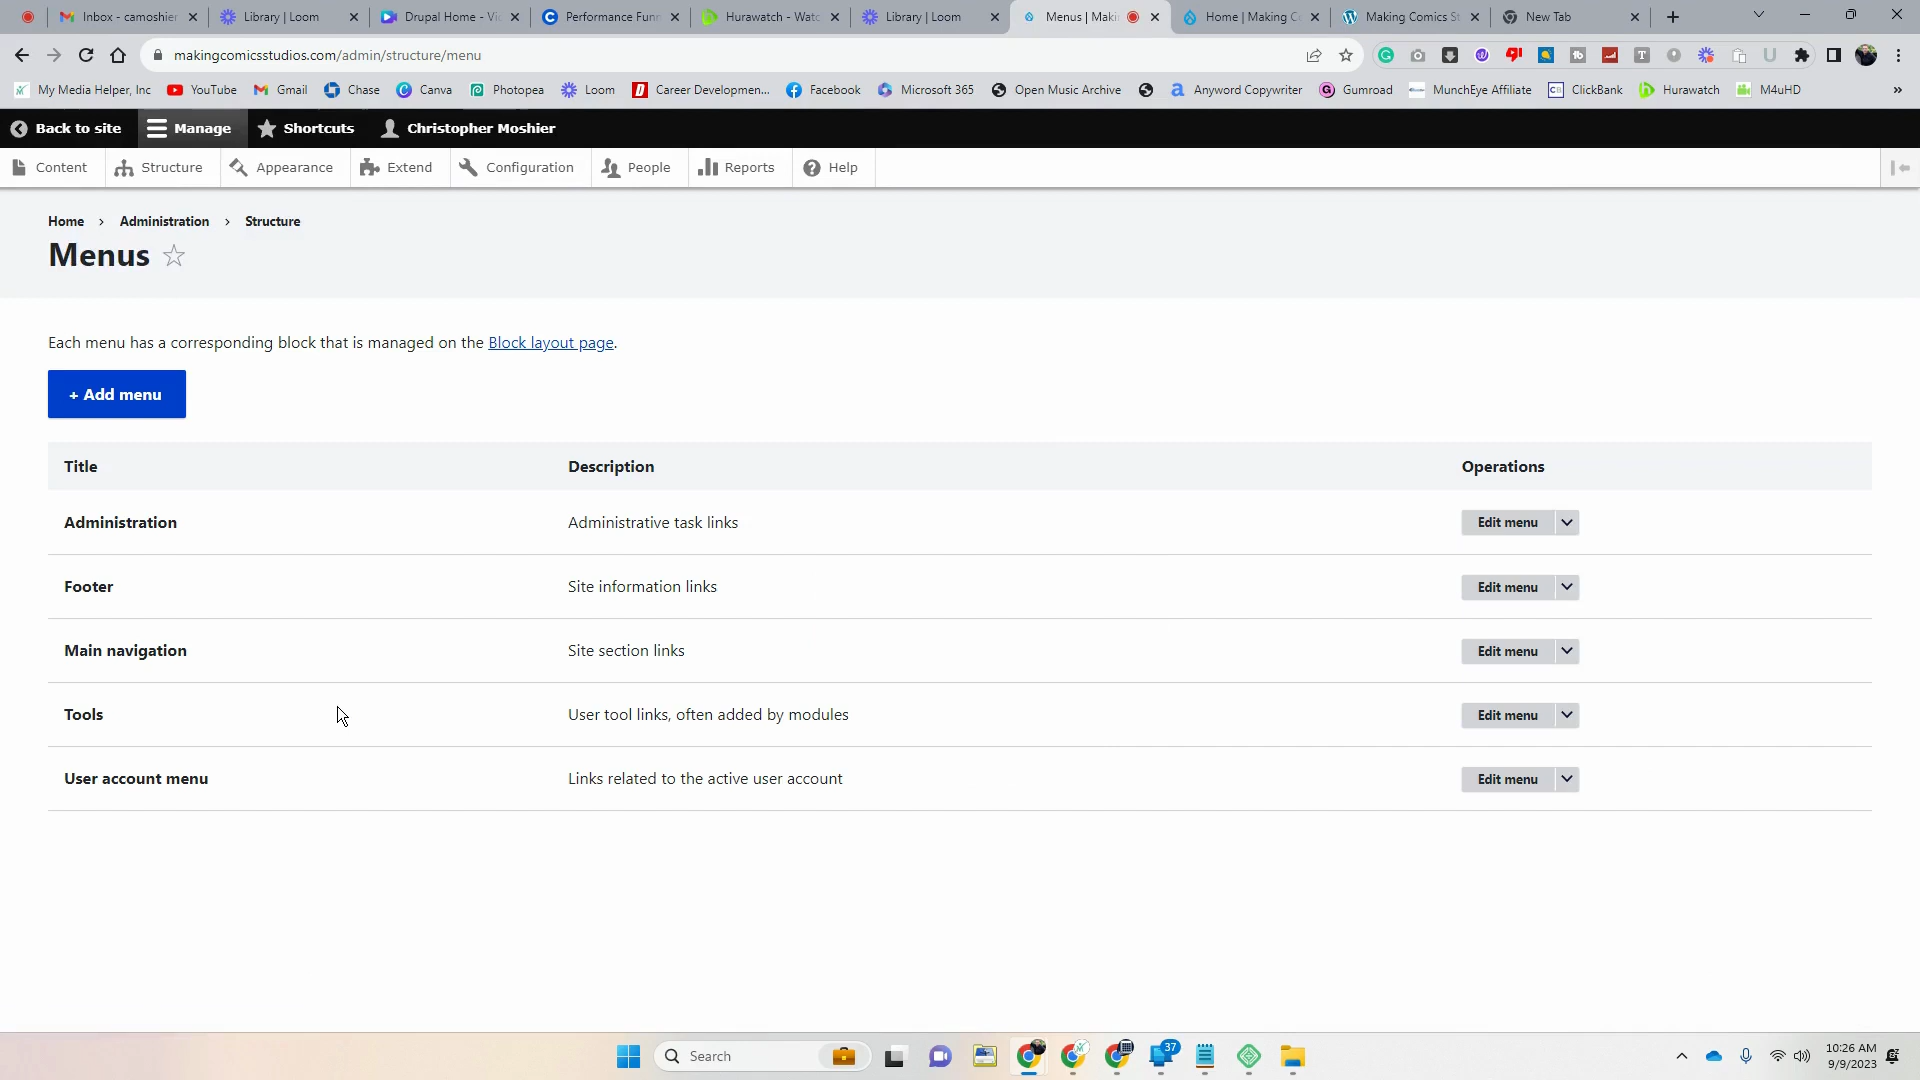 Inbox - camoshier
Library | Loom
Drupal Home - Vi
Performance Funn
Hurawatch - Watc
Library | Loom
Menus | Maki
Home | Making C
Making Comics St
New Tab
makingcomicsstudios.com/admin/structure/menu
My Media Helper, Inc
YouTube
Gmail
Chase
Canva
Photopea
Loom
Career Developmen...
Facebook
Microsoft 365
Open Music Archive
Anyword Copywriter
Gumroad
MunchEye Affiliate
ClickBank
Hurawatch
M4uHD
»
Back to site
Manage
Shortcuts
Christopher Moshier
Content
Structure
Appearance
Extend
Configuration
People
Reports
Help
Home › Administration › Structure
Menus
Each menu has a corresponding block that is managed on the Block layout page.
+ Add menu
Title Description Operations
Administration Administrative task links Edit menu
Footer Site information links Edit menu
Main navigation Site section links Edit menu
Tools User tool links, often added by modules Edit menu
User account menu Links related to the active user account Edit menu
Search
37
10:26 AM
9/9/2023